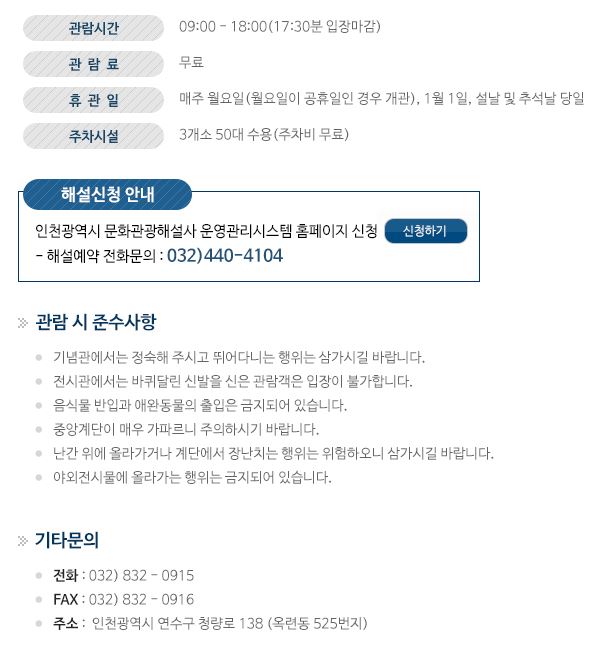 관람시간 09:00 - 18:00(17:30분 입장마감)
관 람 료 무료
휴 관 일 매주 월요일(월요일이 공휴일인 경우 개관), 1월 1일, 설날 및 추석날 당일
주차시설 3개소 50대 수용(주차비 무료)
해설신청 안내
인천광역시 문화관광해설사 운영관리시스템 홈페이지 신청 신청하기
- 해설예약 전화문의 : 032)440-4104
관람 시 준수사항
기념관에서는 정숙해 주시고 뛰어다니는 행위는 삼가시길 바랍니다.
전시관에서는 바퀴달린 신발을 신은 관람객은 입장이 불가합니다.
음식물 반입과 애완동물의 출입은 금지되어 있습니다.
중앙계단이 매우 가파르니 주의하시기 바랍니다.
난간 위에 올라가거나 계단에서 장난치는 행위는 위험하오니 삼가시길 바랍니다.
야외전시물에 올라가는 행위는 금지되어 있습니다.
기타문의
전화 : 032) 832 - 0915
FAX : 032) 832 - 0916
주소 : 인천광역시 연수구 청량로 138 (옥련동 525번지)